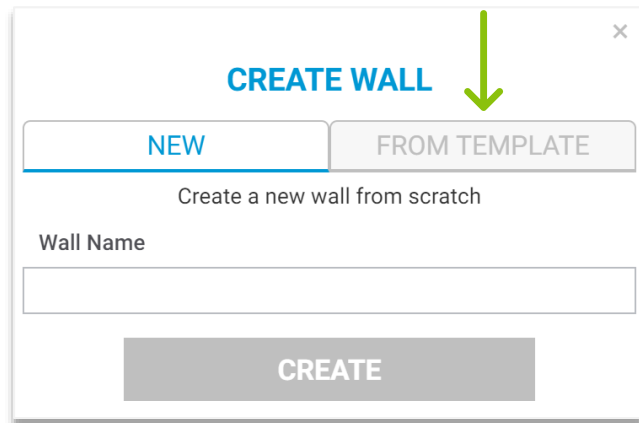 CREATE WALL
NEW
FROM TEMPLATE
Create a new wall from scratch
Wall Name
CREATE